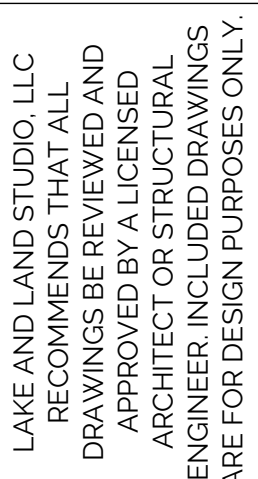 LAKE AND LAND STUDIO, LLC
RECOMMENDS THAT ALL
DRAWINGS BE REVIEWED AND
APPROVED BY A LICENSED
ARCHITECT OR STRUCTURAL
ENGINEER. INCLUDED DRAWINGS
ARE FOR DESIGN PURPOSES ONLY.